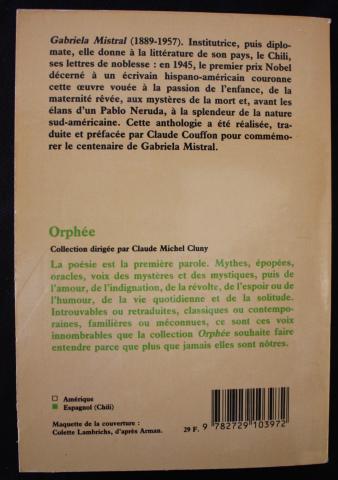 Gabriela Mistral (1889-1957). Institutrice, puis diplo-
mate, elle donne à la littérature de son pays, le Chili,
ses lettres de noblesse : en 1945, le premier prix Nobel
décerné à un écrivain hispano-américain couronne
cette œuvre vouée à la passion de l'enfance, de la
maternité rêvée, aux mystères de la mort et, avant les
élans d'un Pablo Neruda, à la splendeur de la nature
sud-américaine. Cette anthologie a été réalisée, tra-
duite et préfacée par Claude Couffon pour commémo-
rer le centenaire de Gabriela Mistral.
Orphée
Collection dirigée par Claude Michel Cluny
La poésie est la première parole. Mythes, épopées,
oracles, voix des mystères et des mystiques, puis de
l'amour, de l'indignation, de la révolte, de l'espoir ou de
l'humour, de la vie quotidienne et de la solitude.
Introuvables ou retraduites, classiques ou contempo-
raines, familières ou méconnues, ce sont ces voix
innombrables que la collection Orphée souhaite faire
entendre parce que plus que jamais elles sont nôtres.
Amérique
Espagnol (Chili)
Maquette de la couverture :
Colette Lambrichs, d'après Arman.
29 F.
9 782729 103972